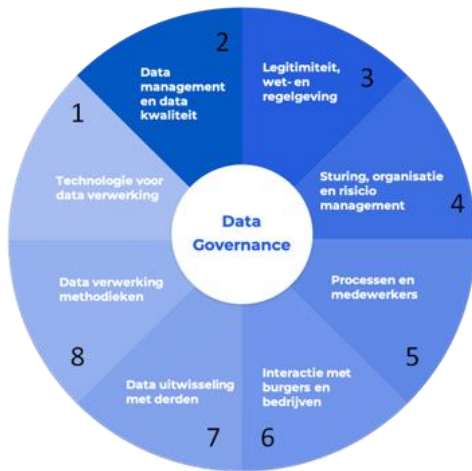 1
Technologie voor
data verwerking
2
Data
management
en data
kwaliteit
Legitimiteit,
wet- en
regelgeving
3
Sturing, organisatie
en risicio
management
4
Processen en
medewerkers
5
Interactie met
burgers en
bedrijven
6
Data uitwisseling
met derden
7
Data verwerking
methodieken
8
Data
Governance